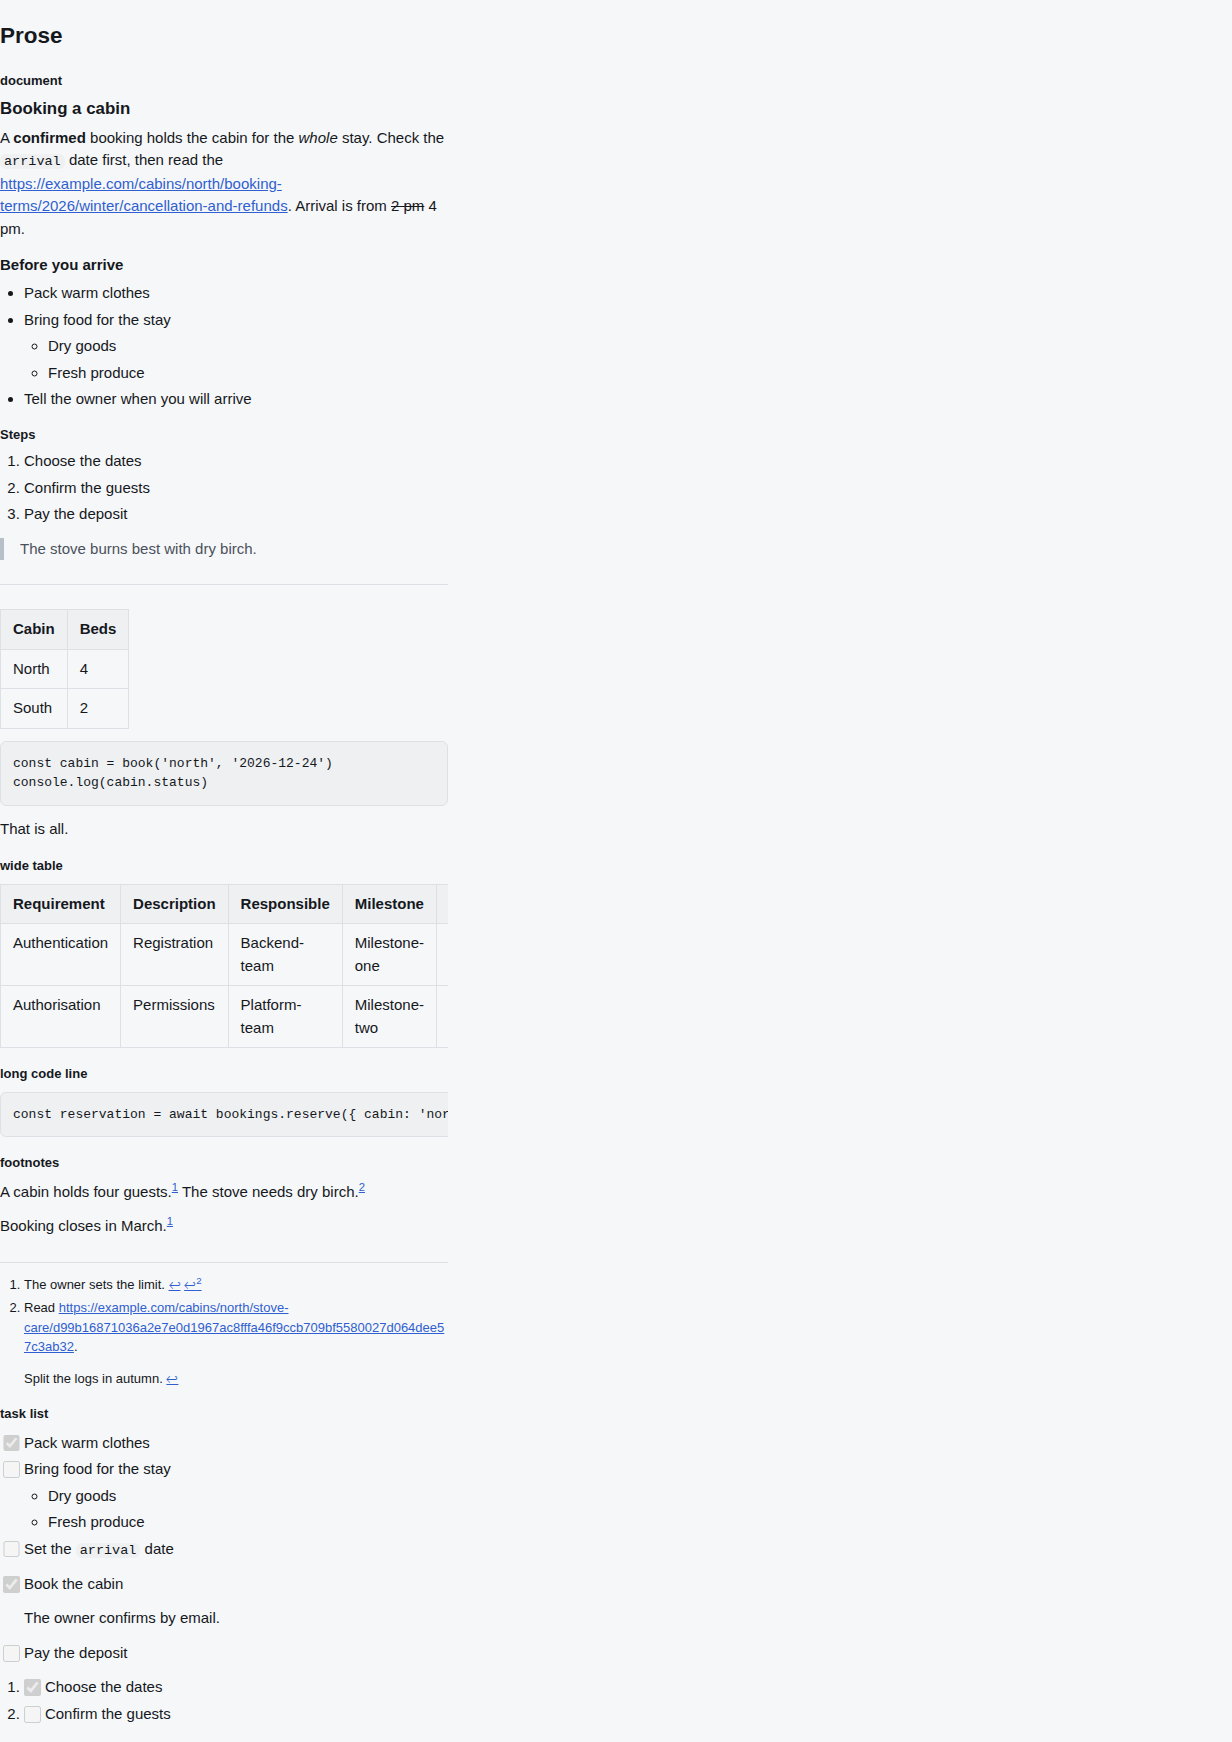 Prose
document
Booking a cabin
A confirmed booking holds the cabin for the whole stay. Check the
arrival date first, then read the
https://example.com/cabins/north/booking-
terms/2026/winter/cancellation-and-refunds. Arrival is from 2 pm 4
pm.
Before you arrive
• Pack warm clothes
• Bring food for the stay
◦ Dry goods
◦ Fresh produce
• Tell the owner when you will arrive
Steps
1. Choose the dates
2. Confirm the guests
3. Pay the deposit
The stove burns best with dry birch.
Cabin Beds
North 4
South 2
const cabin = book('north', '2026-12-24')
console.log(cabin.status)
That is all.
wide table
Requirement Description Responsible Milestone
Authentication Registration Backend- Milestone-
team one
Authorisation Permissions Platform- Milestone-
team two
long code line
const reservation = await bookings.reserve({ cabin: 'nor
footnotes
A cabin holds four guests.1 The stove needs dry birch.2
Booking closes in March.1
1. The owner sets the limit. ↩ ↩2
2. Read https://example.com/cabins/north/stove-
care/d99b16871036a2e7e0d1967ac8fffa46f9ccb709bf5580027d064dee5
7c3ab32.
Split the logs in autumn. ↩
task list
Pack warm clothes
Bring food for the stay
◦ Dry goods
◦ Fresh produce
Set the arrival date
Book the cabin
The owner confirms by email.
Pay the deposit
1. Choose the dates
2. Confirm the guests